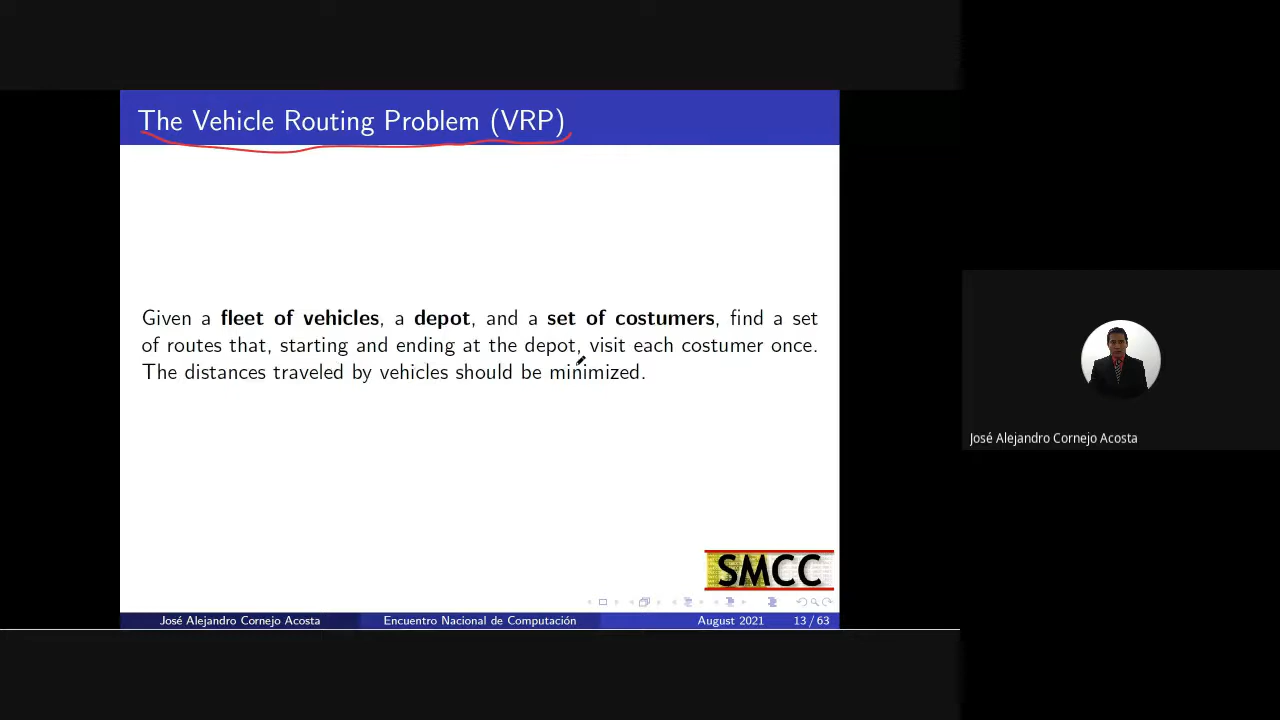 The Vehicle Routing Problem (VRP)
Given a fleet of vehicles, a depot, and a set of costumers, find a set
of routes that, starting and ending at the depot, visit each costumer once.
The distances traveled by vehicles should be minimized.
José Alejandro Cornejo Acosta
SMCC
José Alejandro Cornejo Acosta Encuentro Nacional de Computación August 2021 13 / 63